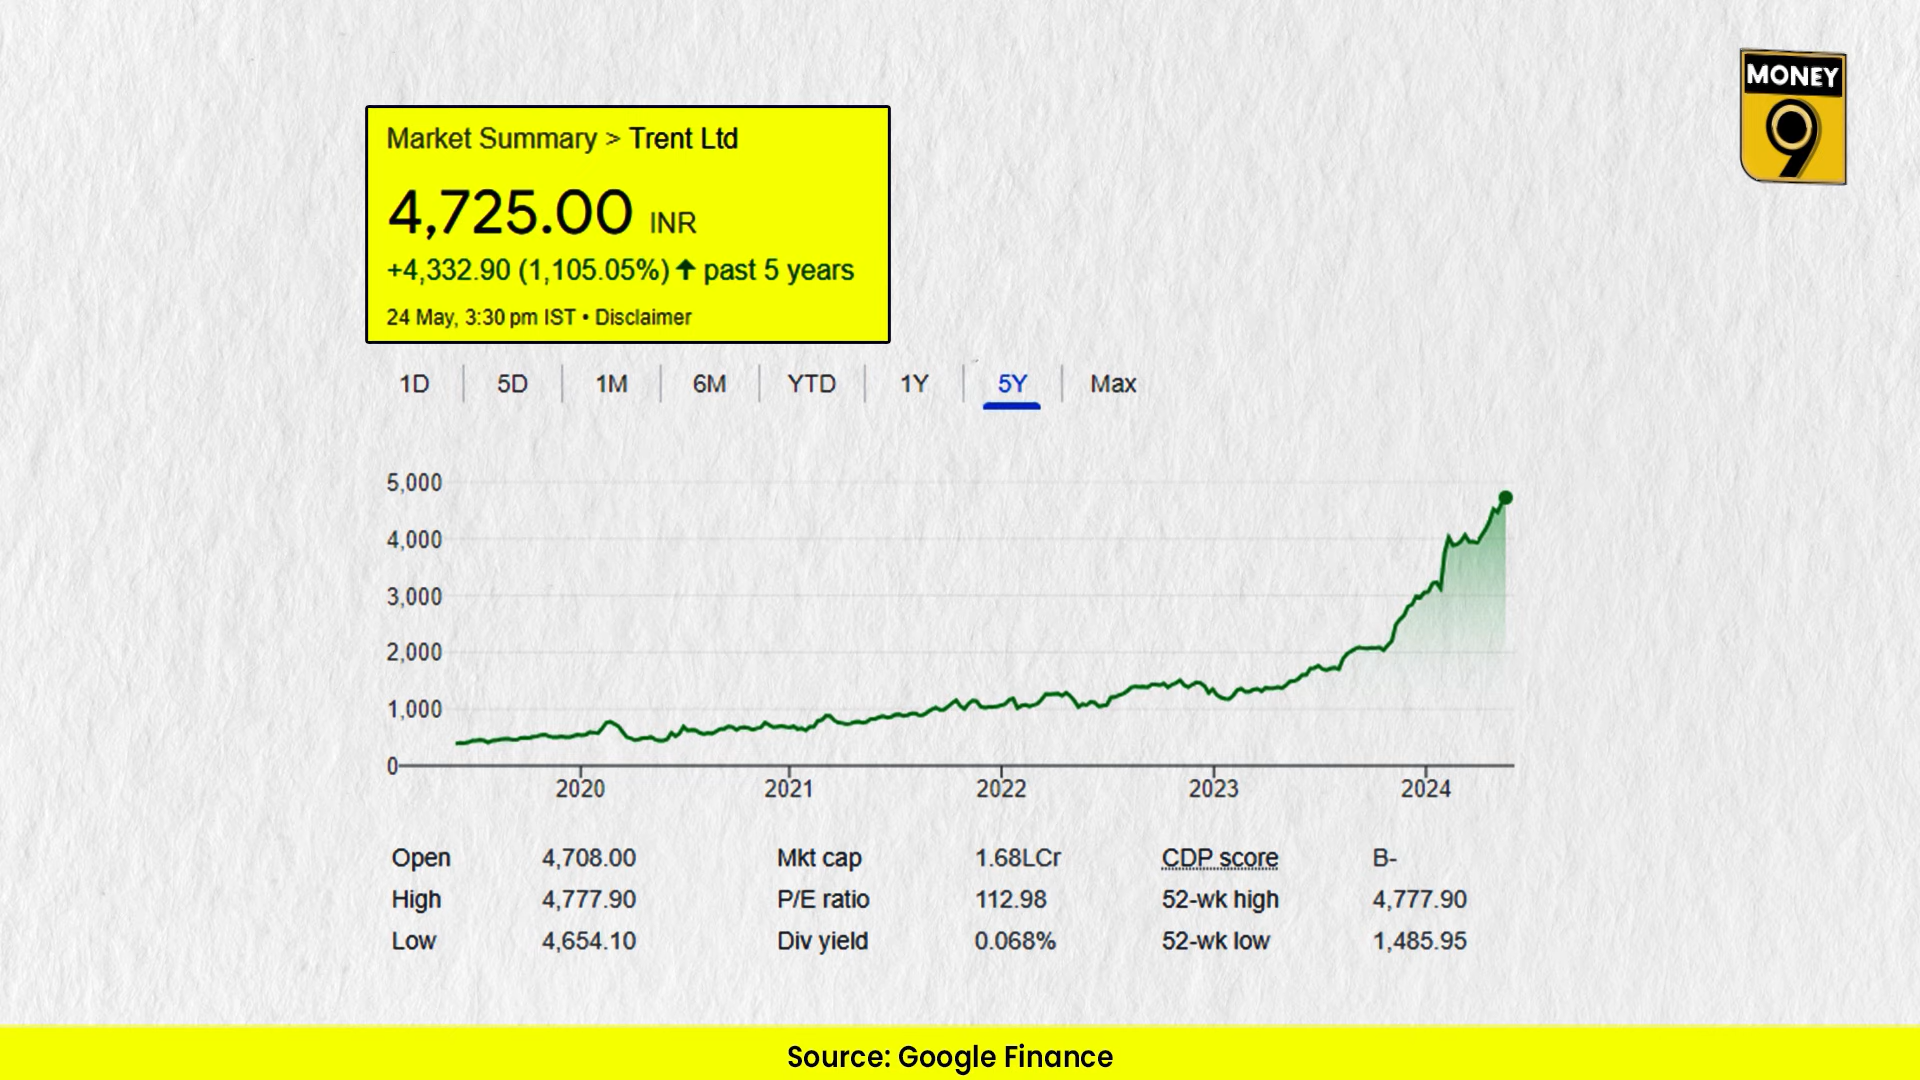 MONEY
9
Market Summary > Trent Ltd
4,725.00 INR
+4,332.90 (1,105.05%) ↑ past 5 years
24 May, 3:30 pm IST • Disclaimer
1D 5D 1M 6M YTD 1Y 5Y Max
5,000
4,000
3,000
2,000
1,000
0
2020 2021 2022 2023 2024
Open 4,708.00 Mkt cap 1.68LCr CDP score B-
High 4,777.90 P/E ratio 112.98 52-wk high 4,777.90
Low 4,654.10 Div yield 0.068% 52-wk low 1,485.95
Source: Google Finance